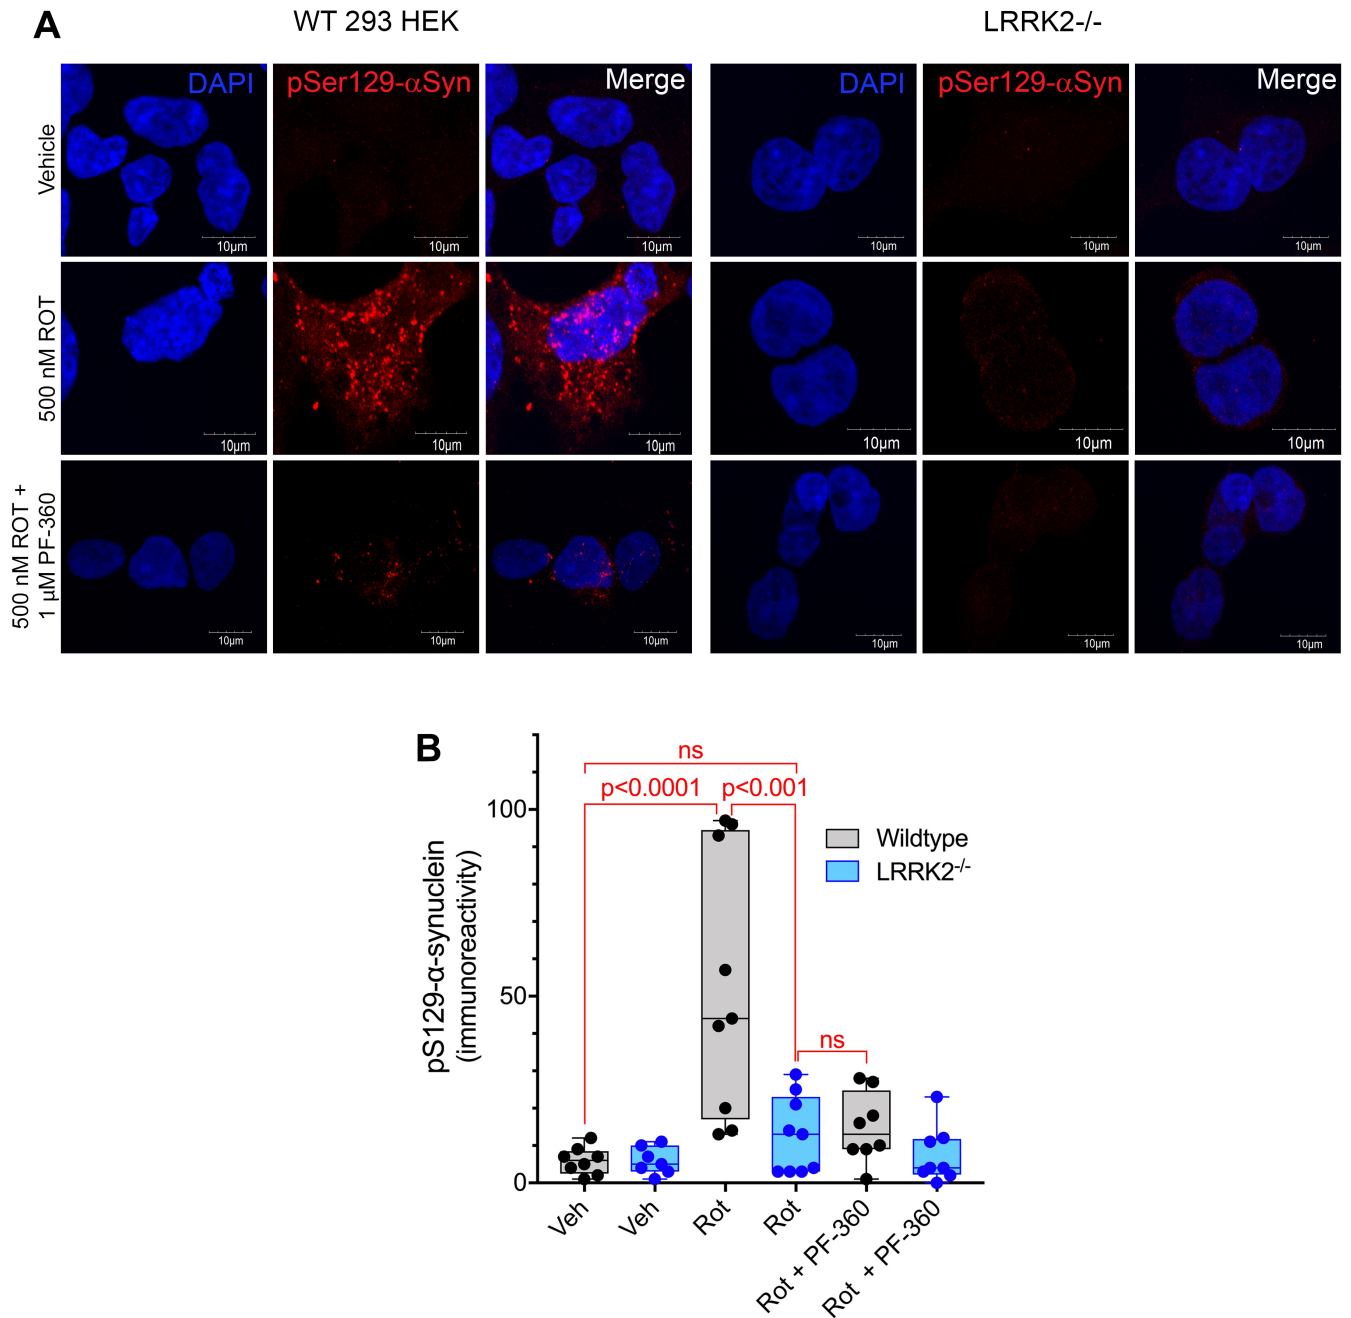 A
WT 293 HEK
LRRK2-/-
DAPI
pSer129-αSyn
Merge
DAPI
pSer129-αSyn
Merge
Vehicle
10µm
10µm
10µm
10µm
10µm
10µm
500 nM ROT
10µm
10µm
10µm
10µm
10µm
10µm
500 nM ROT +
1 µM PF-360
10µm
10µm
10µm
10µm
10µm
10µm
B
ns
p<0.0001
p<0.001
ns
100
50
0
pS129-α-synuclein
(immunoreactivity)
Wildtype
LRRK2-/-
Veh
Veh
Rot
Rot
Rot + PF-360
Rot + PF-360